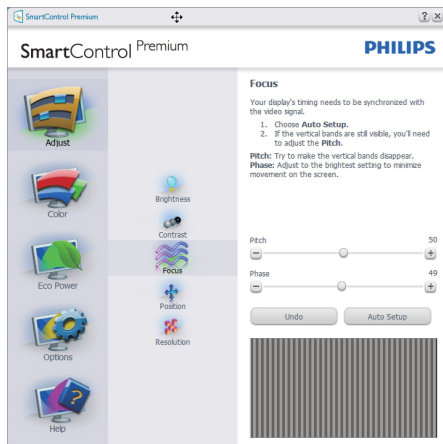 SmartControl Premium
SmartControl Premium
PHILIPS
Adjust
Color
Eco Power
Options
Help
Brightness
Contrast
Focus
Position
Resolution
Focus
Your display's timing needs to be synchronized with
the video signal.
1. Choose Auto Setup.
2. If the vertical bands are still visible, you'll need
to adjust the Pitch.
Pitch: Try to make the vertical bands disappear.
Phase: Adjust to the brightest setting to minimize
movement on the screen.
Pitch 50
Phase 49
Undo Auto Setup